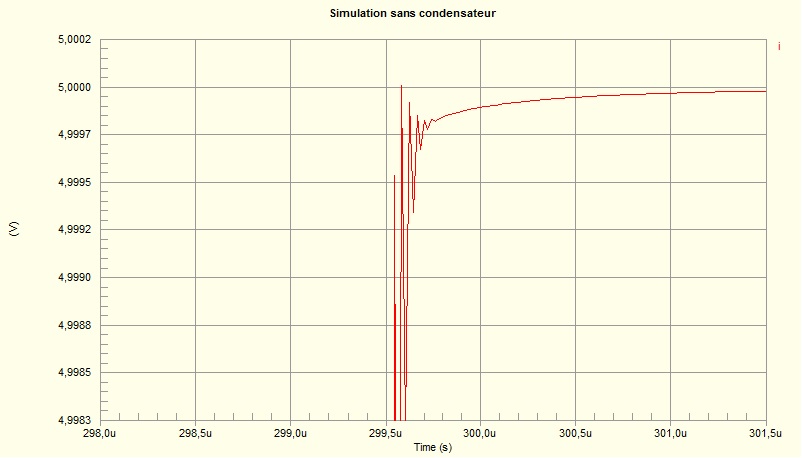 Simulation sans condensateur
i
5,0002
5,0000
4,9997
4,9995
4,9992
4,9990
4,9988
4,9985
4,9983
(V)
298,0u 298,5u 299,0u 299,5u 300,0u 300,5u 301,0u 301,5u
Time (s)